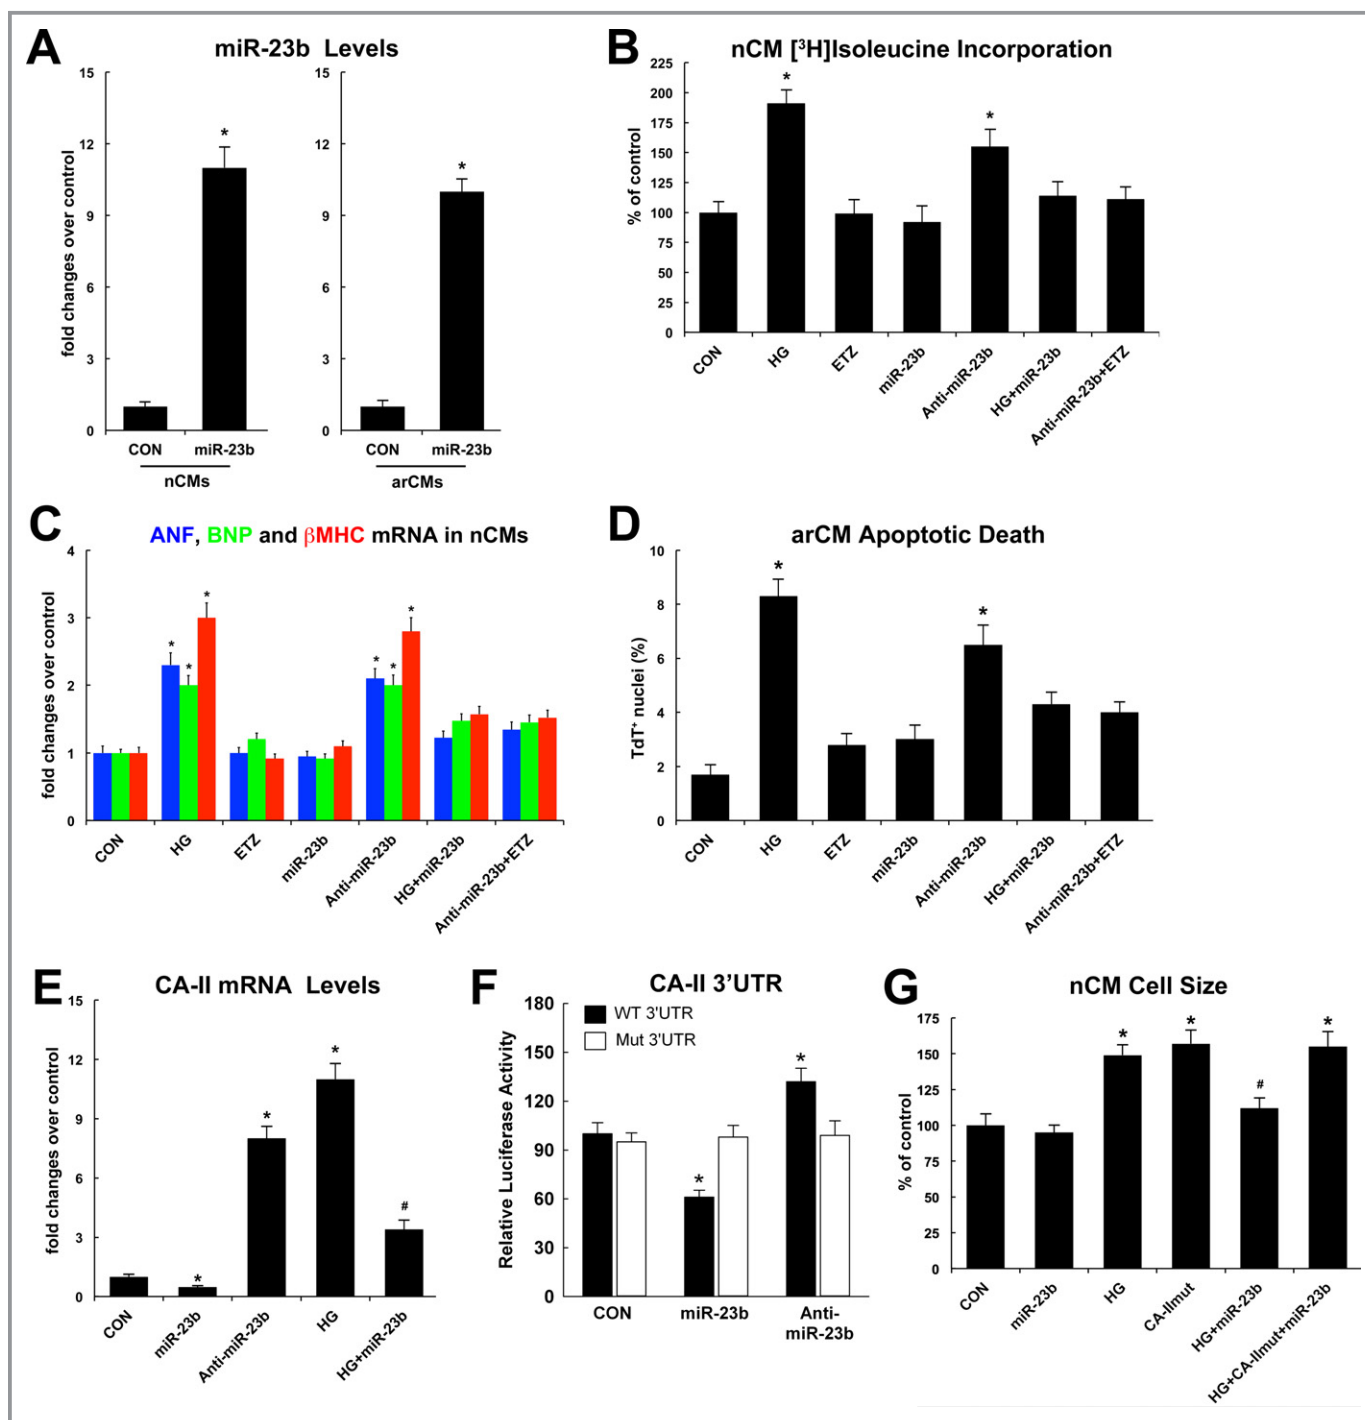 A
miR-23b Levels
fold changes over control
15
12
9
6
3
0
*
CON
miR-23b
nCMs
15
12
9
6
3
0
*
CON
miR-23b
arCMs
B
nCM [³H]Isoleucine Incorporation
% of control
225
200
175
150
125
100
75
50
25
0
*
*
CON
HG
ETZ
miR-23b
Anti-miR-23b
HG+miR-23b
Anti-miR-23b+ETZ
C
ANF, BNP and βMHC mRNA in nCMs
fold changes over control
4
3
2
1
0
*
*
*
*
*
*
CON
HG
ETZ
miR-23b
Anti-miR-23b
HG+miR-23b
Anti-miR-23b+ETZ
D
arCM Apoptotic Death
TdT⁺ nuclei (%)
10
8
6
4
2
0
*
*
CON
HG
ETZ
miR-23b
Anti-miR-23b
HG+miR-23b
Anti-miR-23b+ETZ
E
CA-II mRNA Levels
fold changes over control
15
12
9
6
3
0
*
*
*
#
CON
miR-23b
Anti-miR-23b
HG
HG+miR-23b
F
CA-II 3’UTR
Relative Luciferase Activity
180
150
120
90
60
30
0
WT 3'UTR
Mut 3'UTR
*
*
CON
miR-23b
Anti-
miR-23b
G
nCM Cell Size
% of control
175
150
125
100
75
50
25
0
*
*
#
*
CON
miR-23b
HG
CA-IImut
HG+miR-23b
HG+CA-IImut+miR-23b